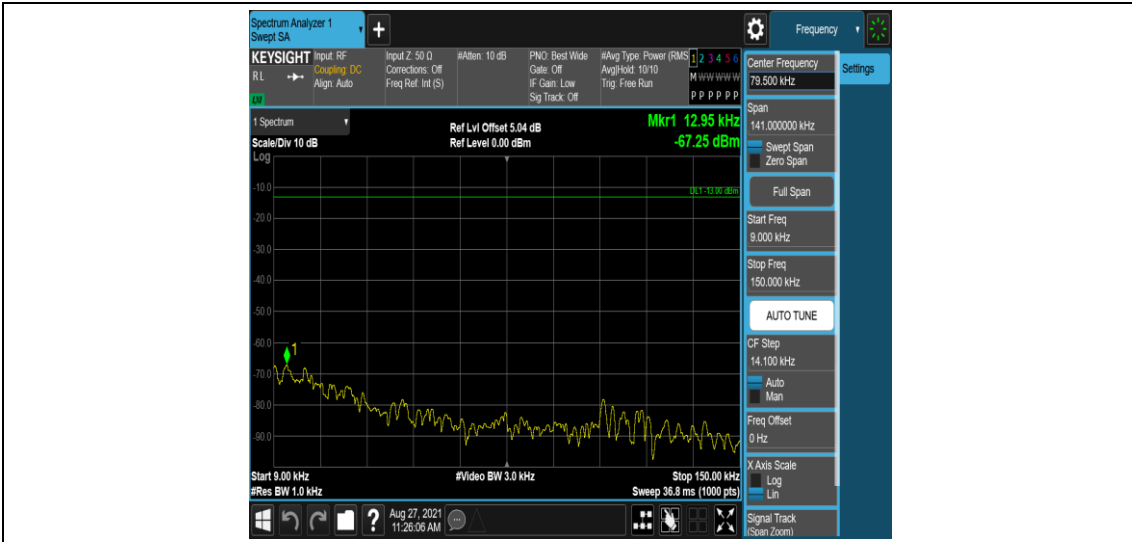 Spectrum Analyzer 1
Swept SA
+
Frequency
KEYSIGHT
RL
LXI
Input: RF
Coupling: DC
Align: Auto
Input Z: 50 Ω
Corrections: Off
Freq Ref: Int (S)
#Atten: 10 dB
PNO: Best Wide
Gate: Off
IF Gain: Low
Sig Track: Off
#Avg Type: Power (RMS
Avg|Hold: 10/10
Trig: Free Run
1 2 3 4 5 6
M W W W W W
P P P P P P
1 Spectrum
Scale/Div 10 dB
Log
Ref Lvl Offset 5.04 dB
Ref Level 0.00 dBm
Mkr1 12.95 kHz
-67.25 dBm
DL1 -13.00 dBm
-10.0
-20.0
-30.0
-40.0
-50.0
-60.0
-70.0
-80.0
-90.0
1
Start 9.00 kHz
#Res BW 1.0 kHz
#Video BW 3.0 kHz
Stop 150.00 kHz
Sweep 36.8 ms (1000 pts)
Center Frequency
79.500 kHz
Settings
Span
141.000000 kHz
Swept Span
Zero Span
Full Span
Start Freq
9.000 kHz
Stop Freq
150.000 kHz
AUTO TUNE
CF Step
14.100 kHz
Auto
Man
Freq Offset
0 Hz
X Axis Scale
Log
Lin
Signal Track
(Span Zoom)
?
Aug 27, 2021
11:26:06 AM